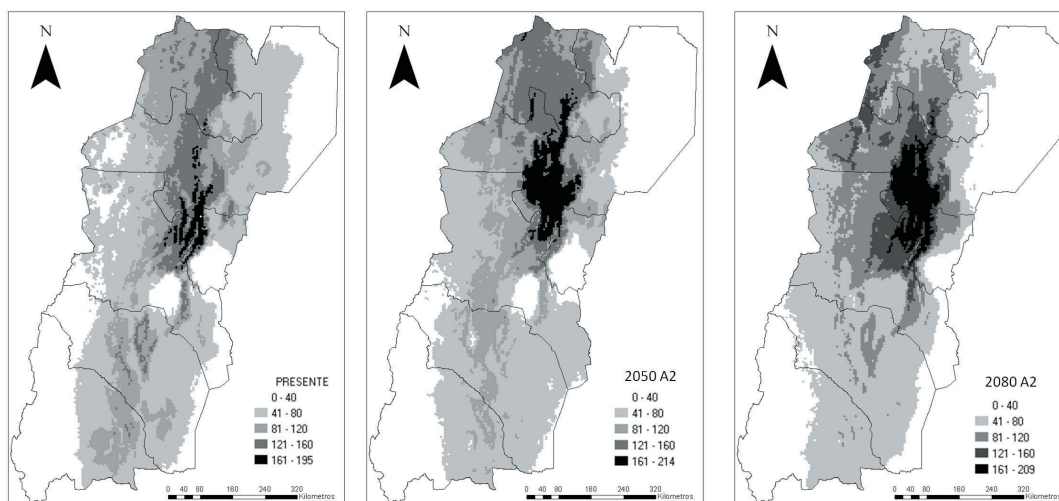 N
PRESENTE
0 - 40
41 - 80
81 - 120
121 - 160
161 - 195
0 40 80 160 240 320
Kilometros
N
2050 A2
0 - 40
41 - 80
81 - 120
121 - 160
161 - 214
0 40 80 160 240 320
Kilometros
N
2080 A2
0 - 40
41 - 80
81 - 120
121 - 160
161 - 209
0 40 80 160 240 320
Kilometros